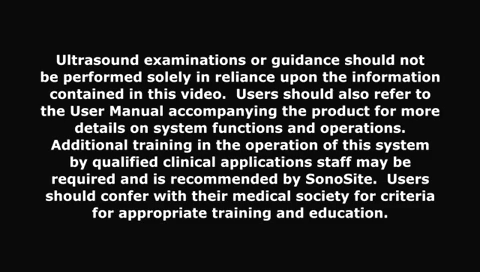 Ultrasound examinations or guidance should not
be performed solely in reliance upon the information
contained in this video.  Users should also refer to
the User Manual accompanying the product for more
details on system functions and operations.
Additional training in the operation of this system
by qualified clinical applications staff may be
required and is recommended by SonoSite.  Users
should confer with their medical society for criteria
for appropriate training and education.